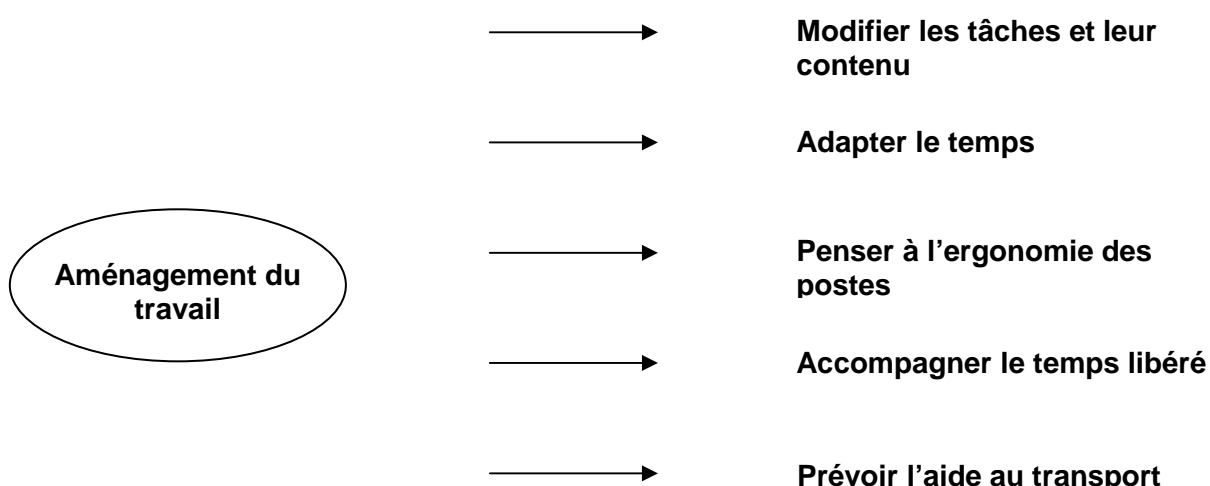 Modifier les tâches et leur
contenu
Adapter le temps
Aménagement du
travail
Penser à l’ergonomie des
postes
Accompagner le temps libéré
Prévoir l’aide au transport